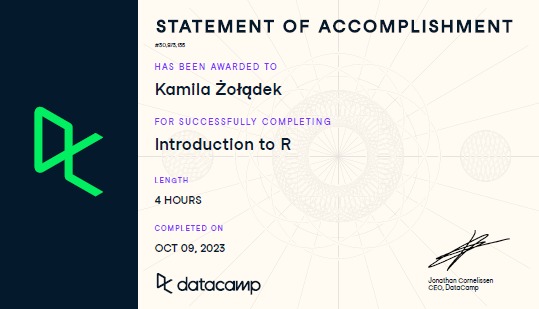 STATEMENT OF ACCOMPLISHMENT
#30,973,155
HAS BEEN AWARDED TO
Kamila Żołądek
FOR SUCCESSFULLY COMPLETING
Introduction to R
LENGTH
4 HOURS
COMPLETED ON
OCT 09, 2023
datacamp
Jonathan Cornelissen
CEO, DataCamp